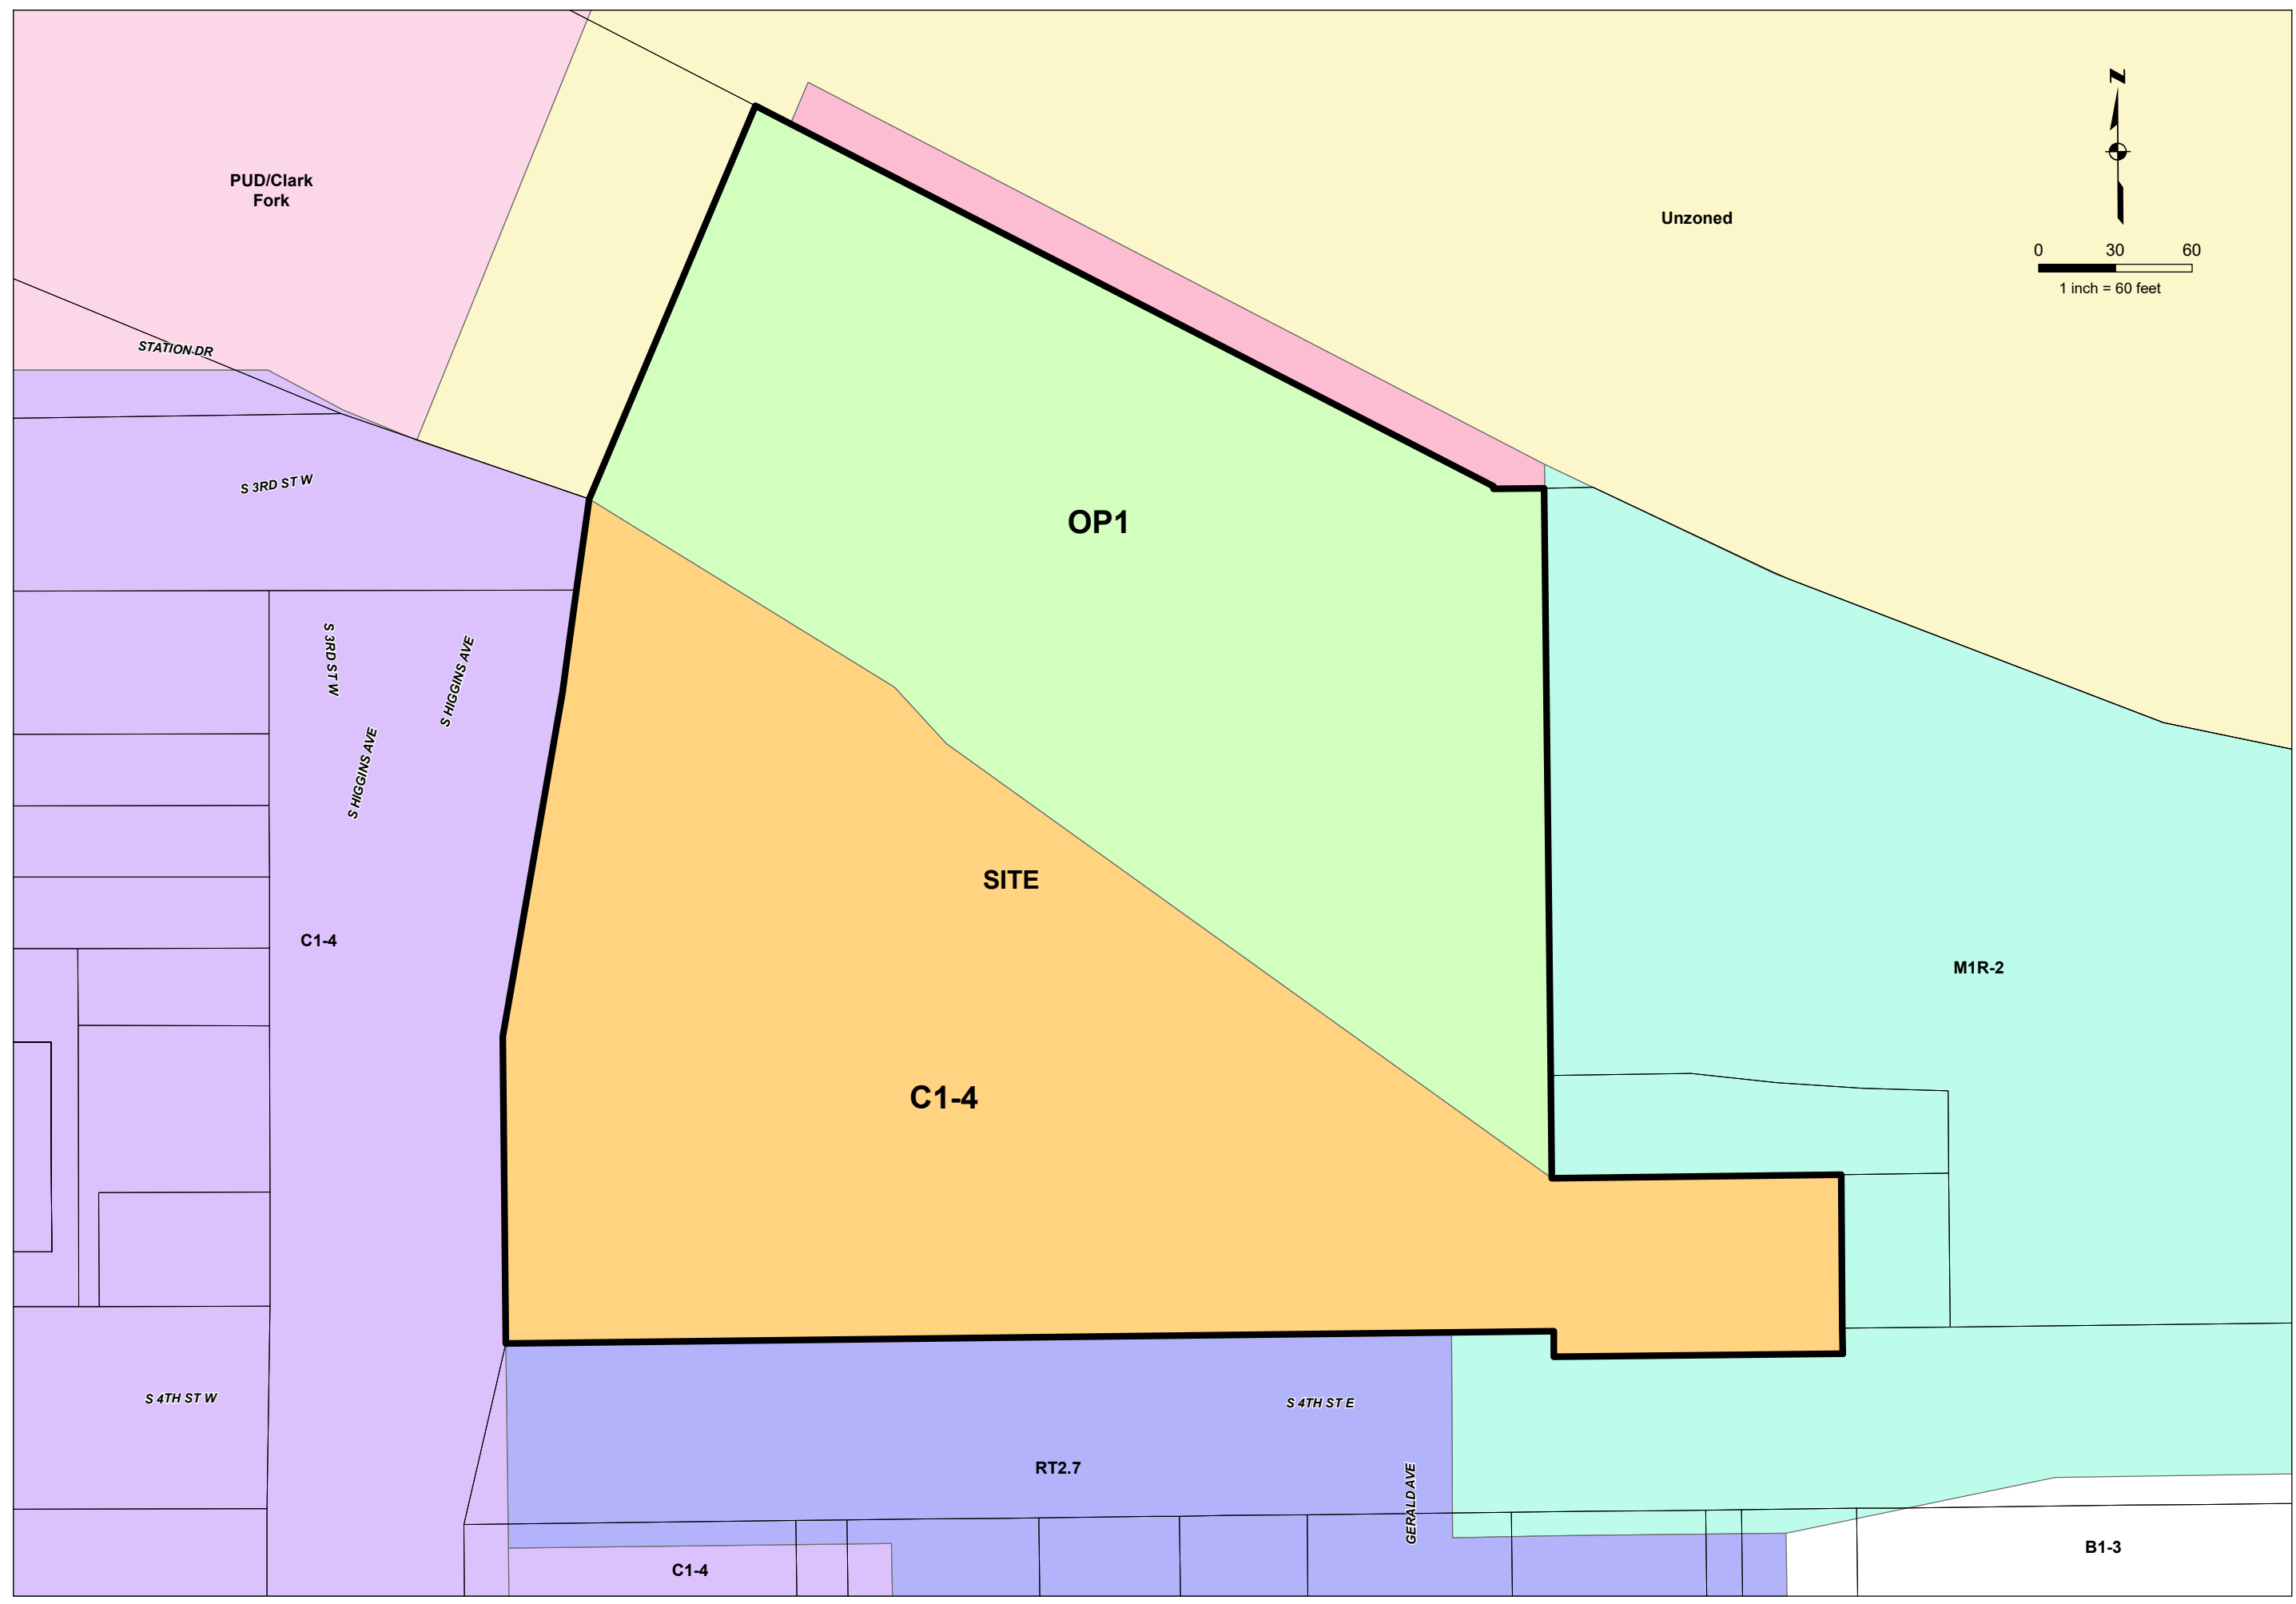 N
PUD/Clark
Fork
Unzoned
0 30 60
1 inch = 60 feet
STATION DR
S 3RD ST W
OP1
S 3RD ST W
S HIGGINS AVE
S HIGGINS AVE
SITE
C1-4
M1R-2
C1-4
S 4TH ST W
S 4TH ST E
RT2.7
GERALD AVE
B1-3
C1-4